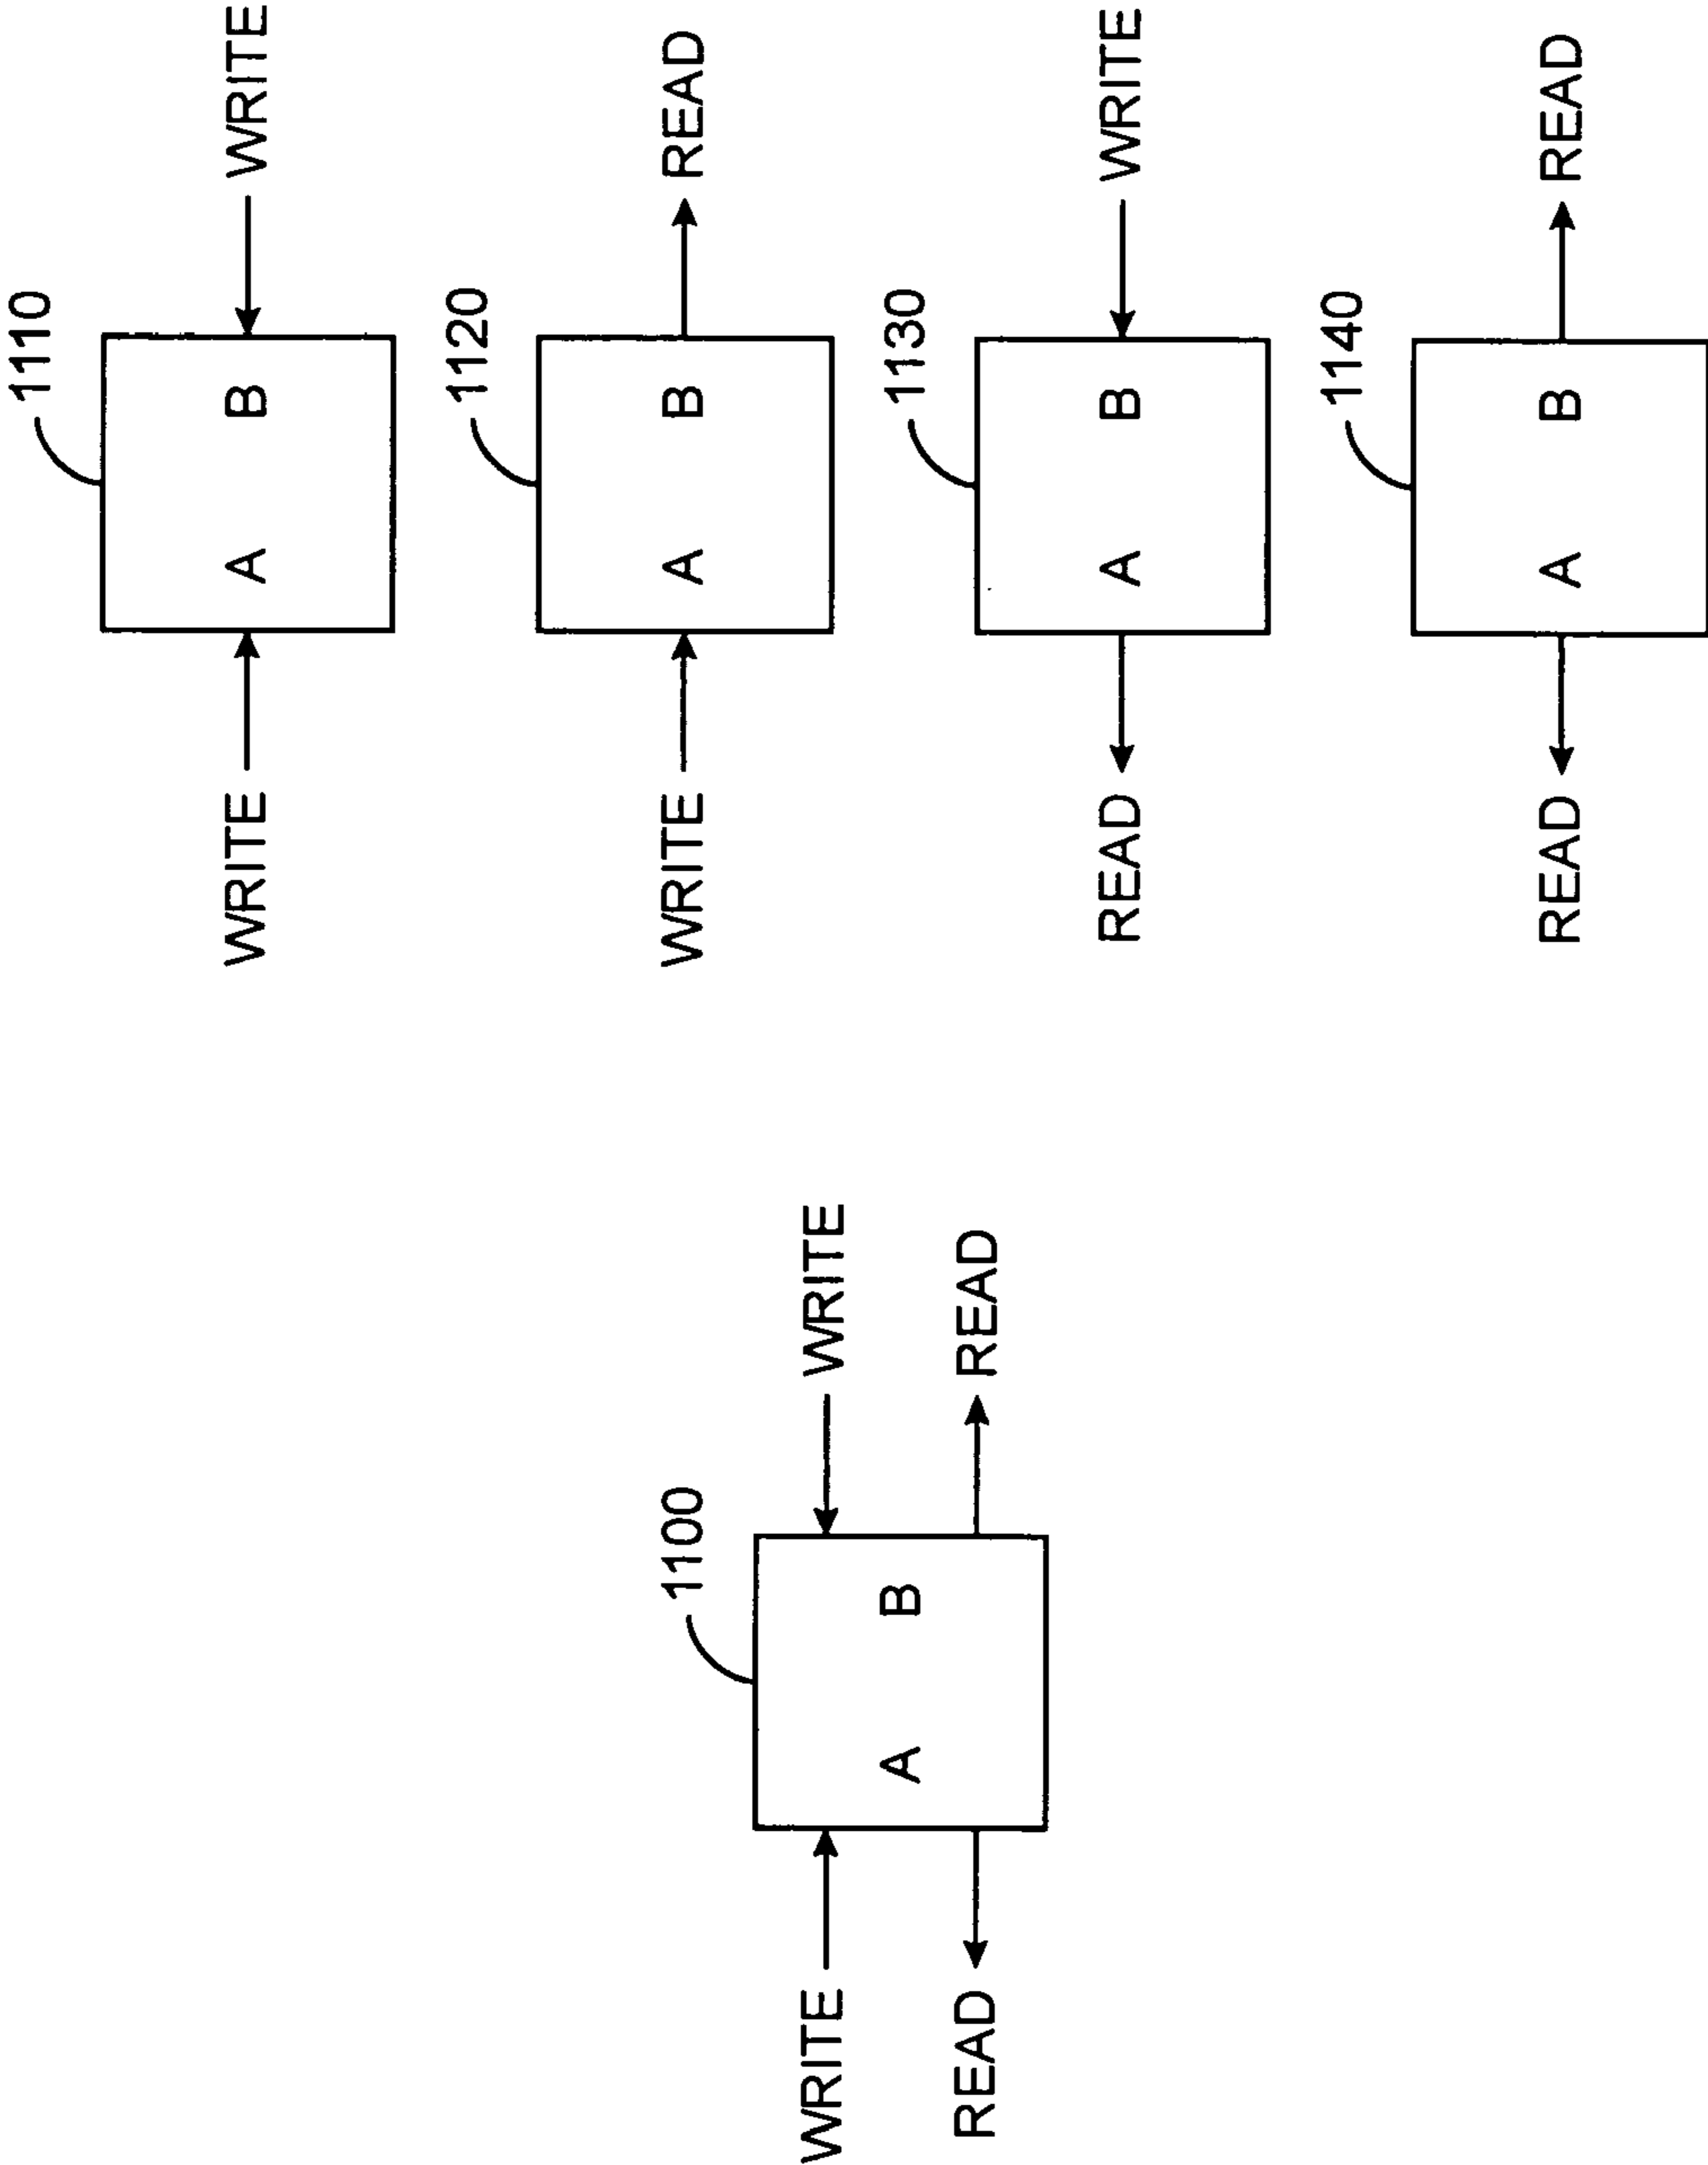 1100
WRITE WRITE
A B
READ READ
1110
WRITE A B WRITE
1120
WRITE A B READ
1130
READ A B WRITE
1140
READ A B READ